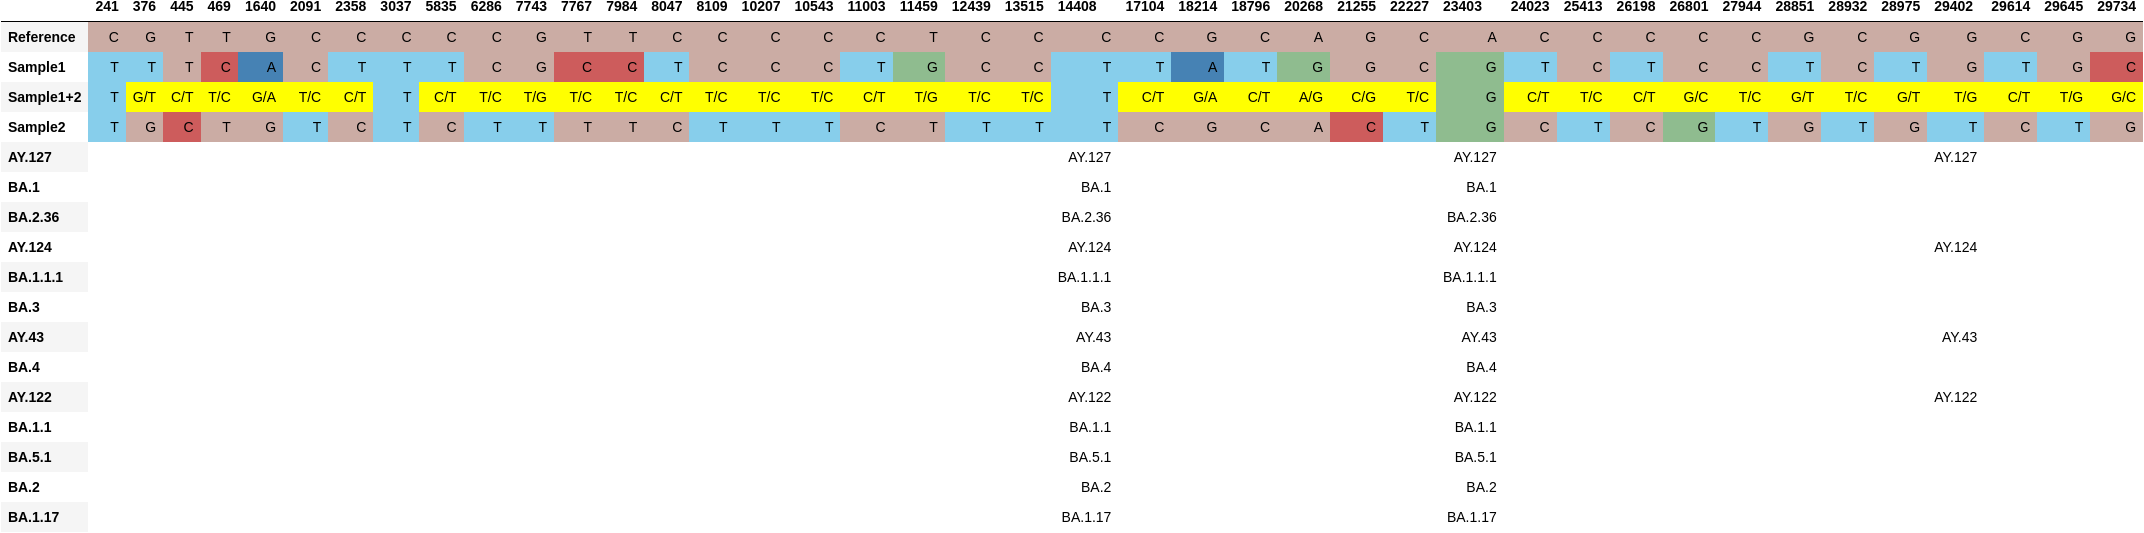 241 376 445 469 1640 2091 2358 3037 5835 6286 7743 7767 7984 8047 8109 10207 10543 11003 11459 12439 13515 14408 17104 18214 18796 20268 21255 22227 23403 24023 25413 26198 26801 27944 28851 28932 28975 29402 29614 29645 29734
Reference C G T T G C C C C C G T T C C C C C T C C C C G C A G C A C C C C C G C G G C G G
Sample1 T T T C A C T T T C G C C T C C C T G C C T T A T G G C G T C T C C T C T G T G C
Sample1+2 T G/T C/T T/C G/A T/C C/T T C/T T/C T/G T/C T/C C/T T/C T/C T/C C/T T/G T/C T/C T C/T G/A C/T A/G C/G T/C G C/T T/C C/T G/C T/C G/T T/C G/T T/G C/T T/G G/C
Sample2 T G C T G T C T C T T T T C T T T C T T T T C G C A C T G C T C G T G T G T C T G
AY.127 AY.127 AY.127 AY.127
BA.1 BA.1 BA.1
BA.2.36 BA.2.36 BA.2.36
AY.124 AY.124 AY.124 AY.124
BA.1.1.1 BA.1.1.1 BA.1.1.1
BA.3 BA.3 BA.3
AY.43 AY.43 AY.43 AY.43
BA.4 BA.4 BA.4
AY.122 AY.122 AY.122 AY.122
BA.1.1 BA.1.1 BA.1.1
BA.5.1 BA.5.1 BA.5.1
BA.2 BA.2 BA.2
BA.1.17 BA.1.17 BA.1.17